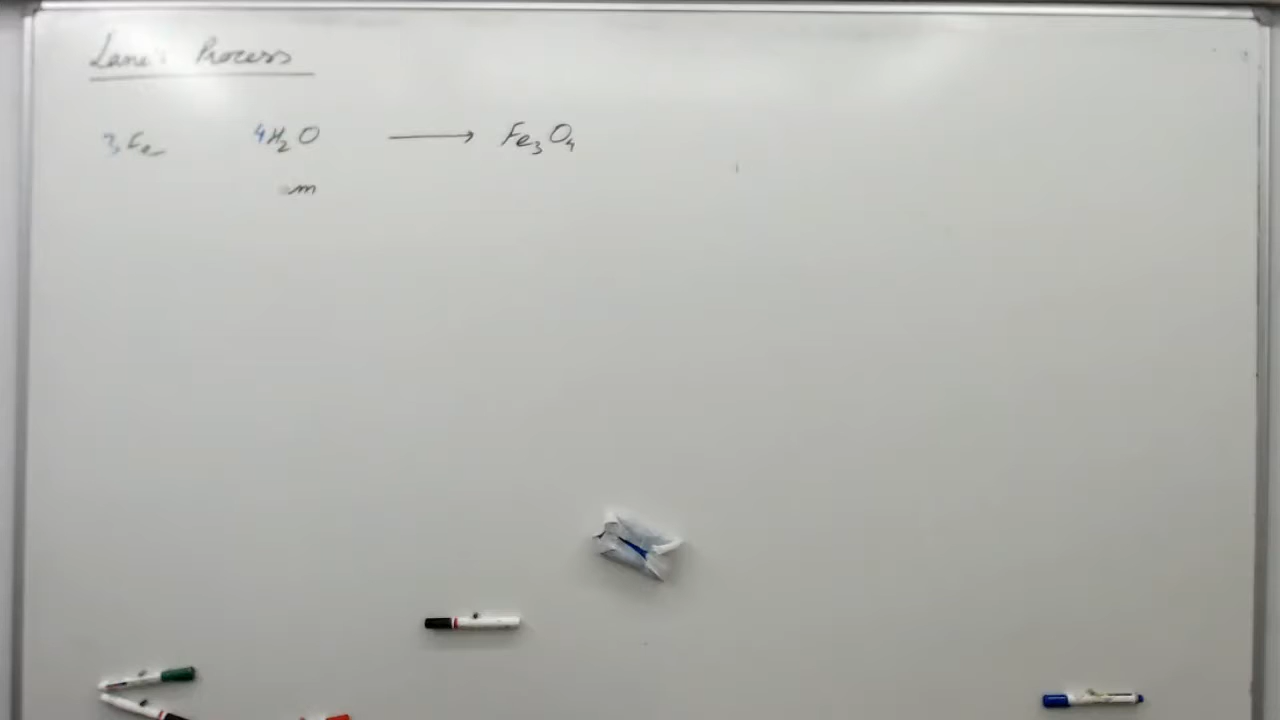 Lane's Process
3Fe 4H₂O ⟶ Fe₃O₄